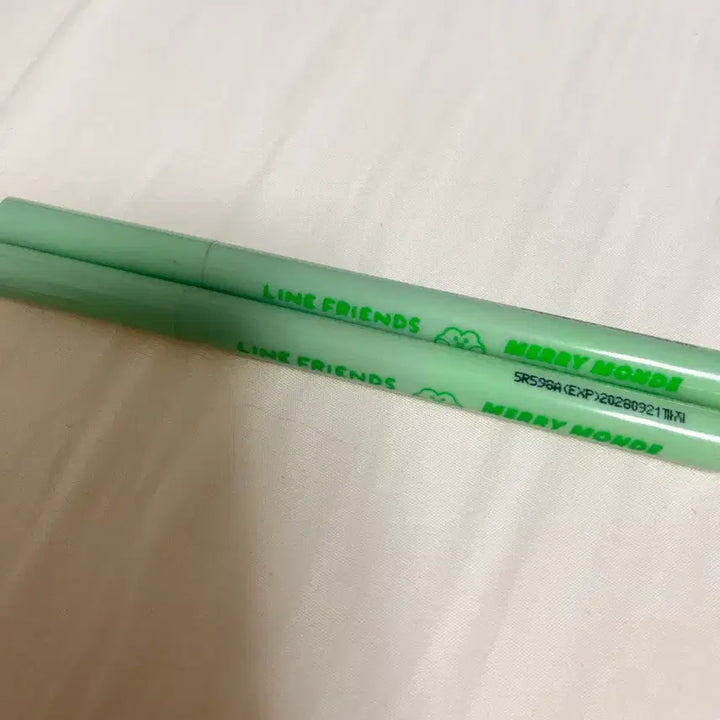 LINE FRIENDS MERRY MONDE
SR598A(EXP)20280921까지
LINE FRIENDS MERRY MONDE